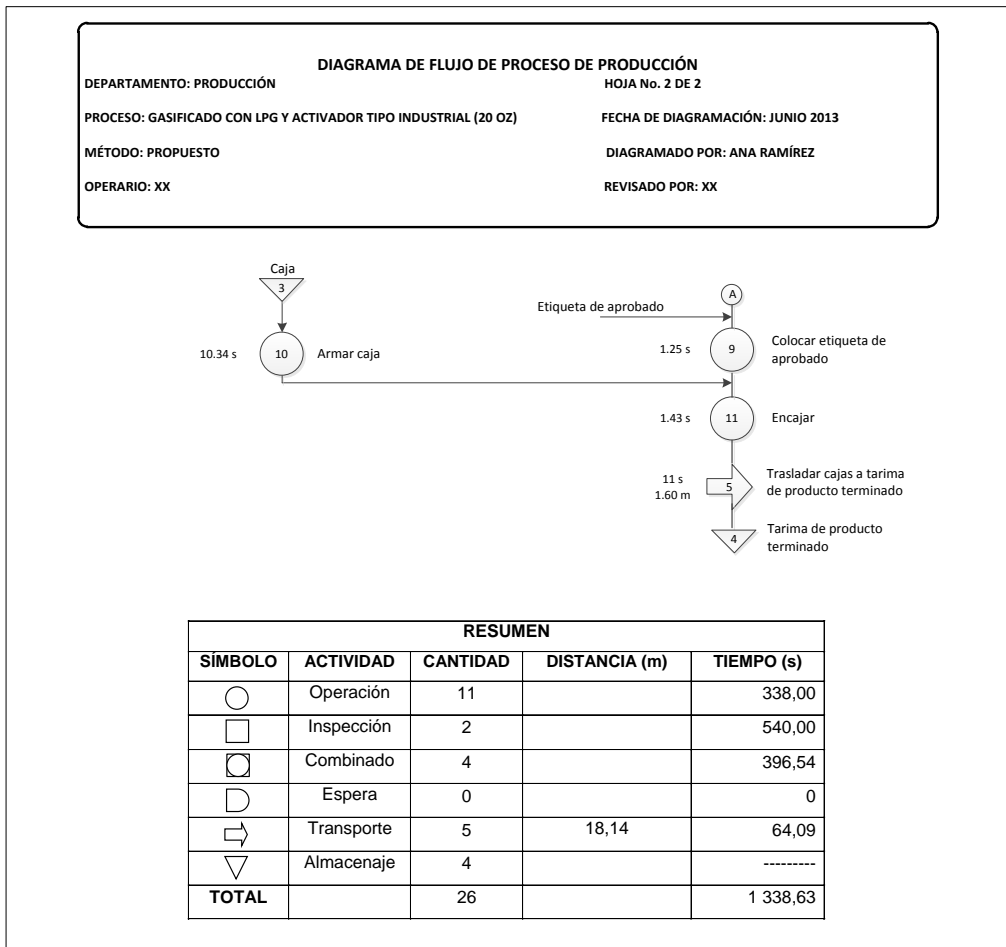 DIAGRAMA DE FLUJO DE PROCESO DE PRODUCCIÓN
DEPARTAMENTO: PRODUCCIÓN HOJA No. 2 DE 2
PROCESO: GASIFICADO CON LPG Y ACTIVADOR TIPO INDUSTRIAL (20 OZ) FECHA DE DIAGRAMACIÓN: JUNIO 2013
MÉTODO: PROPUESTO DIAGRAMADO POR: ANA RAMÍREZ
OPERARIO: XX REVISADO POR: XX
Caja
3
A
Etiqueta de aprobado
10.34 s 10 Armar caja
1.25 s 9 Colocar etiqueta de
aprobado
1.43 s 11 Encajar
11 s
1.60 m
5
Trasladar cajas a tarima
de producto terminado
4
Tarima de producto
terminado
RESUMEN
SÍMBOLO ACTIVIDAD CANTIDAD DISTANCIA (m) TIEMPO (s)
Operación 11 338,00
Inspección 2 540,00
Combinado 4 396,54
Espera 0 0
Transporte 5 18,14 64,09
Almacenaje 4 ---------
TOTAL 26 1 338,63